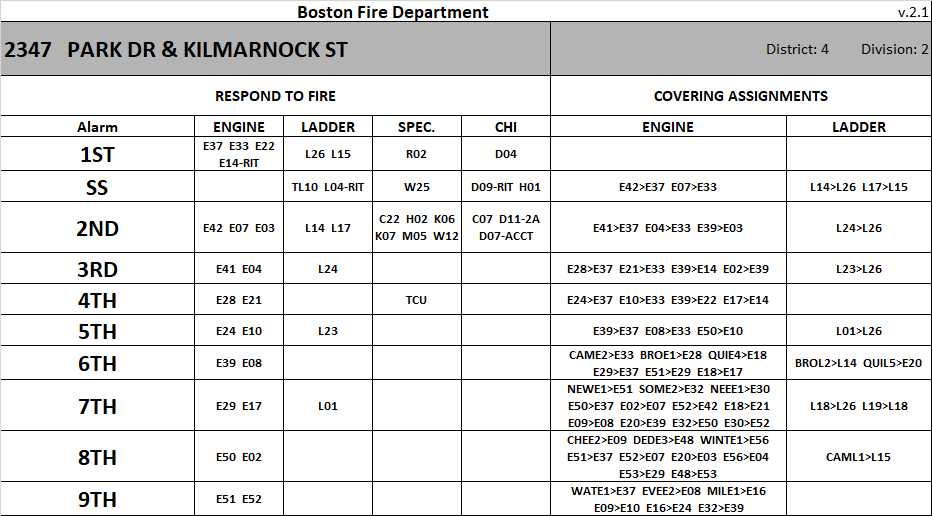 Boston Fire Department v.2.1
2347 PARK DR & KILMARNOCK ST District: 4 Division: 2
RESPOND TO FIRE COVERING ASSIGNMENTS
Alarm ENGINE LADDER SPEC. CHI ENGINE LADDER
1ST E37 E33 E22 L26 L15 R02 D04
E14-RIT
SS TL10 L04-RIT W25 D09-RIT H01 E42>E37 E07>E33 L14>L26 L17>L15
2ND E42 E07 E03 L14 L17 C22 H02 K06 C07 D11-2A E41>E37 E04>E33 E39>E03 L24>L26
K07 M05 W12 D07-ACCT
3RD E41 E04 L24 E28>E37 E21>E33 E39>E14 E02>E39 L23>L26
4TH E28 E21 TCU E24>E37 E10>E33 E39>E22 E17>E14
5TH E24 E10 L23 E39>E37 E08>E33 E50>E10 L01>L26
6TH E39 E08 CAME2>E33 BROE1>E28 QUIE4>E18 BROL2>L14 QUIL5>E20
E29>E37 E51>E29 E18>E17
7TH E29 E17 L01 NEWE1>E51 SOME2>E32 NEEE1>E30 L18>L26 L19>L18
E50>E37 E02>E07 E52>E42 E18>E21
E09>E08 E20>E39 E32>E50 E30>E52
8TH E50 E02 CHEE2>E09 DEDE3>E48 WINTE1>E56 CAML1>L15
E51>E37 E52>E07 E20>E03 E56>E04
E53>E29 E48>E53
9TH E51 E52 WATE1>E37 EVEE2>E08 MILE1>E16
E09>E10 E16>E24 E32>E39